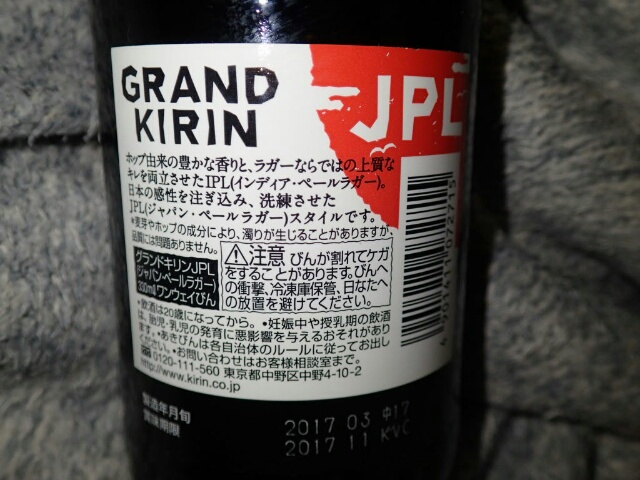 GRAND
KIRIN
JPL
ホップ由来の豊かな香りと、ラガーならではの上質な
キレを両立させたIPL(インディア・ペールラガー)。
日本の感性を注ぎ込み、洗練させた
JPL(ジャパン・ペールラガー)スタイルです。
*麦芽やホップの成分により、濁りが生じることがありますが、
品質には問題ありません。
グランドキリンJPL
(ジャパン・ペールラガー)
330mlワンウェイびん
注意 びんが割れてケガ
をすることがあります。びんへ
の衝撃、冷凍庫保管、日なたへ
の放置を避けてください。
・飲酒は20歳になってから。・妊娠中や授乳期の飲酒
は、胎児・乳児の発育に悪影響を与えるおそれがあり
ます。・あきびんは各自治体のルールに従ってお出し
ください。・お問い合わせはお客様相談室まで。
0120-111-560 東京都中野区中野4-10-2
http://www.kirin.co.jp
製造年月旬 2017 03
賞味期限 2017 11 KVC